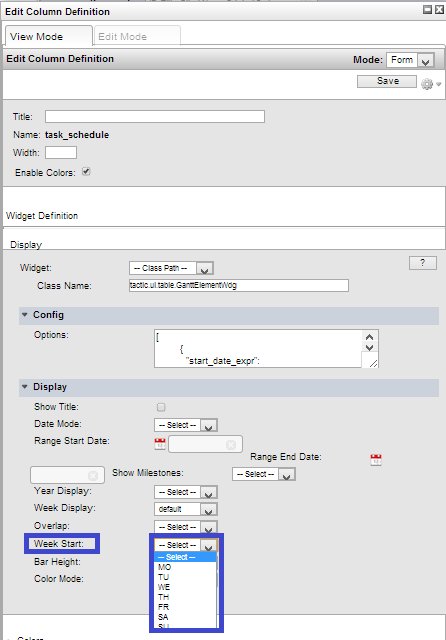 Edit Column Definition
View Mode
Edit Mode
Edit Column Definition
Mode: Form
Save
Title:
Name: task_schedule
Width:
Enable Colors:
Widget Definition
Display
?
Widget: -- Class Path --
Class Name: tactic.ui.table.GanttElementWdg
Config
Options: [
{
"start_date_expr":
Display
Show Title:
Date Mode: -- Select --
Range Start Date:
Range End Date:
Show Milestones: -- Select --
Year Display: -- Select --
Week Display: default
Overlap: -- Select --
Week Start: -- Select --
-- Select --
Bar Height:
MO
TU
Color Mode:
WE
TH
FR
SA
SU
Colors